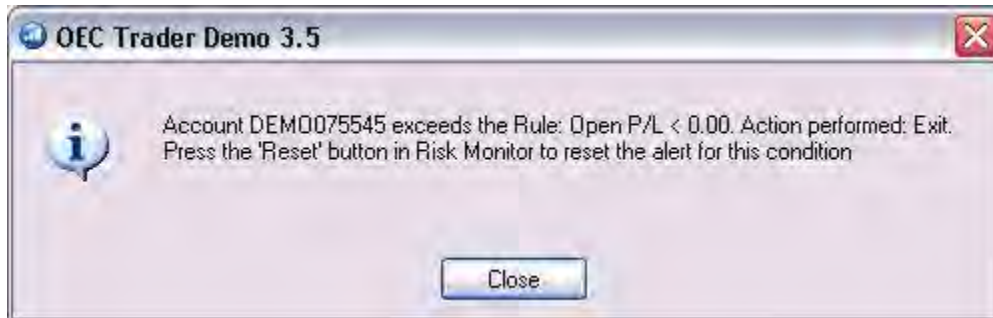 OEC Trader Demo 3.5
Account DEMO075545 exceeds the Rule: Open P/L < 0.00. Action performed: Exit.
Press the 'Reset' button in Risk Monitor to reset the alert for this condition
Close